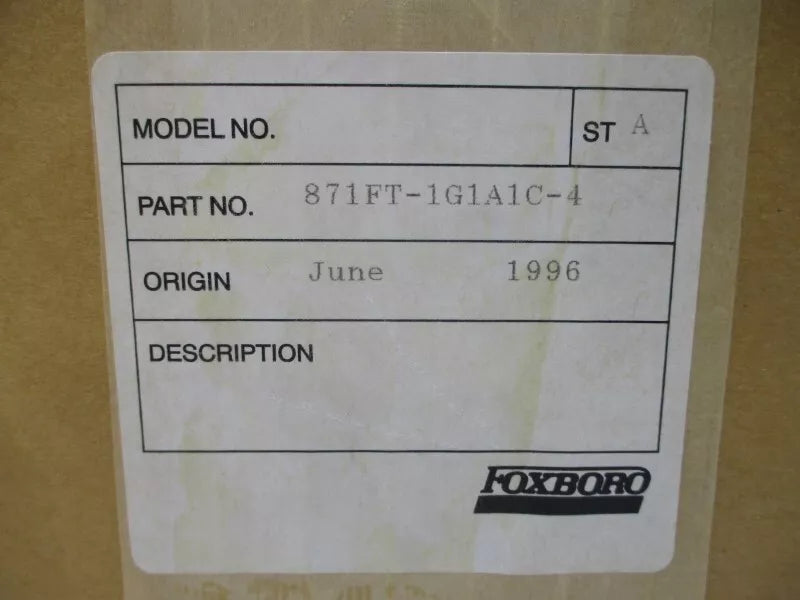 MODEL NO. ST A
PART NO. 871FT-1G1A1C-4
ORIGIN June 1996
DESCRIPTION
FOXBORO